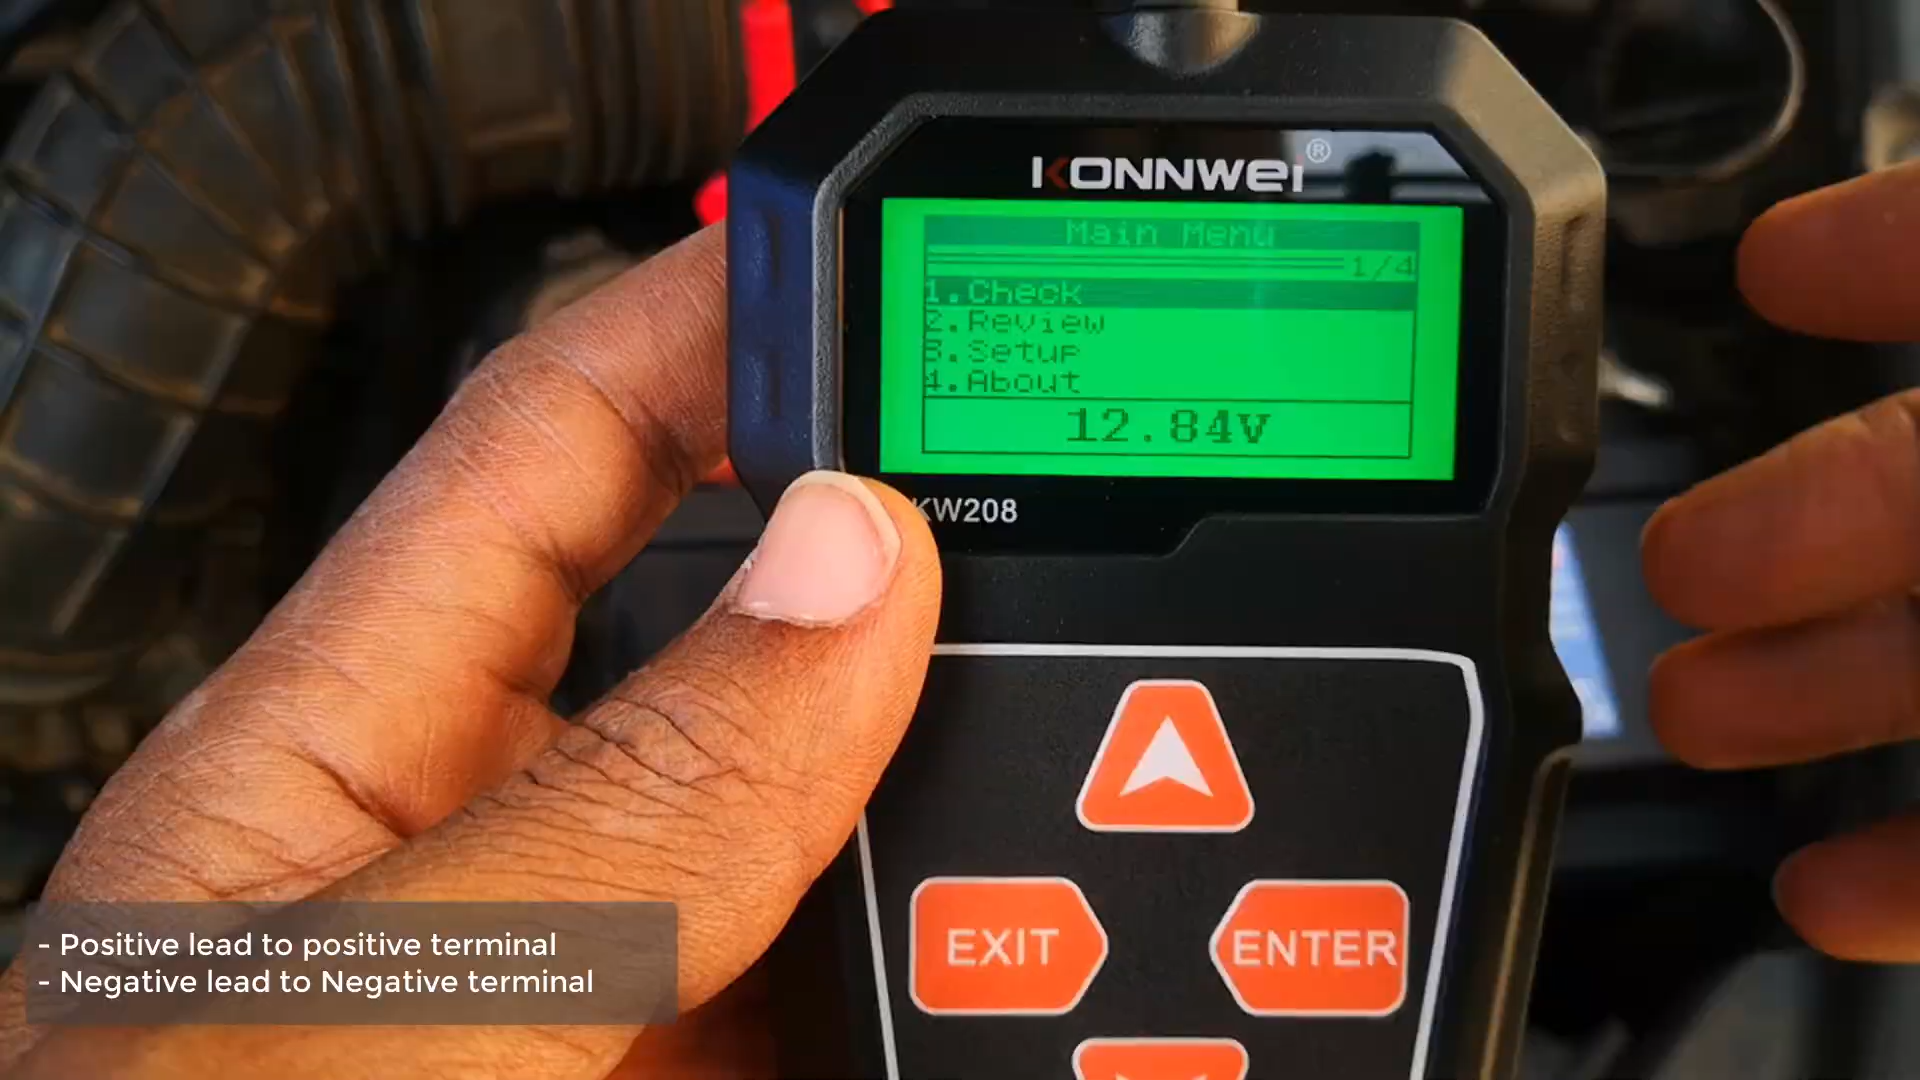 KONNWEI®
Main Menu
1/4
1.Check
2.Review
3.Setup
4.About
12.84v
KW208
EXIT
ENTER
- Positive lead to positive terminal
- Negative lead to Negative terminal